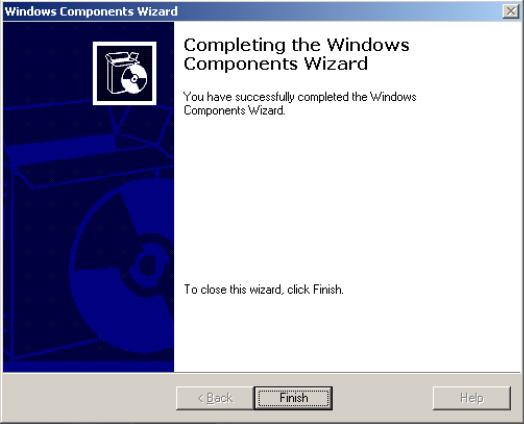 Windows Components Wizard
Completing the Windows
Components Wizard
You have successfully completed the Windows
Components Wizard.
To close this wizard, click Finish.
< Back
Finish
Help